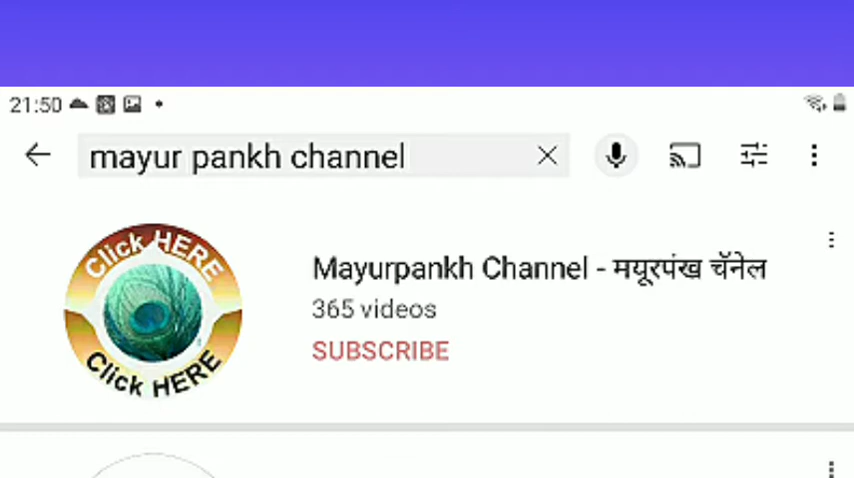 21:50
mayur pankh channel
Click HERE
Click HERE
Mayurpankh Channel - मयूरपंख चॅनेल
365 videos
SUBSCRIBE